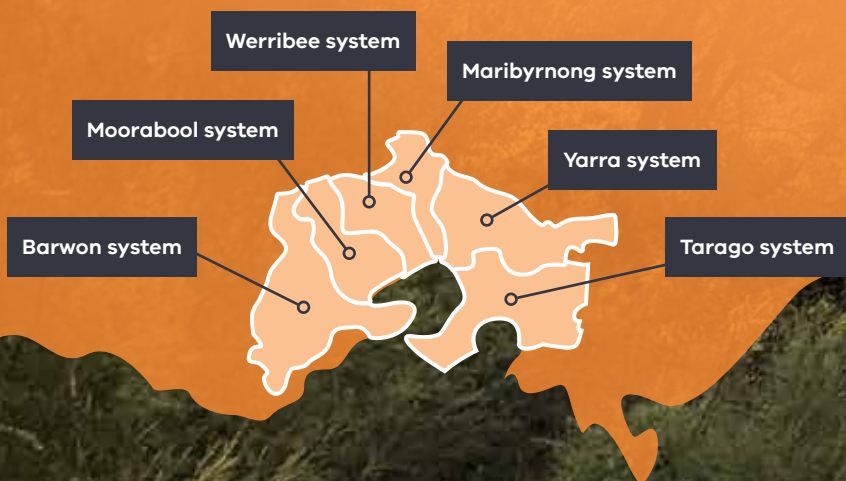 Werribee system
Maribyrnong system
Moorabool system
Yarra system
Barwon system
Tarago system